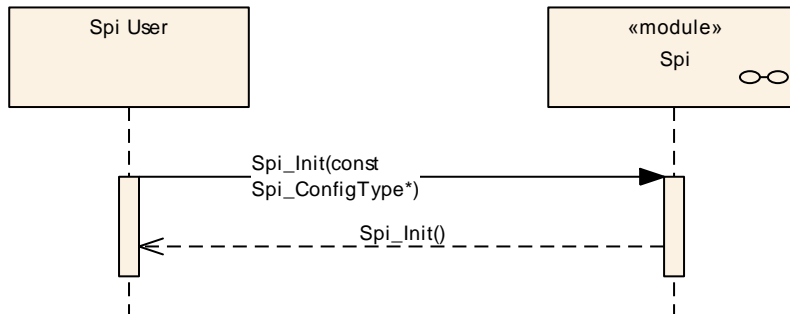 Spi User
«module»
Spi
Spi_Init(const
Spi_ConfigType*)
Spi_Init()